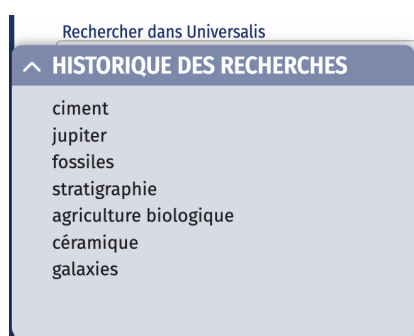 Rechercher dans Universalis
HISTORIQUE DES RECHERCHES
ciment
jupiter
fossiles
stratigraphie
agriculture biologique
céramique
galaxies